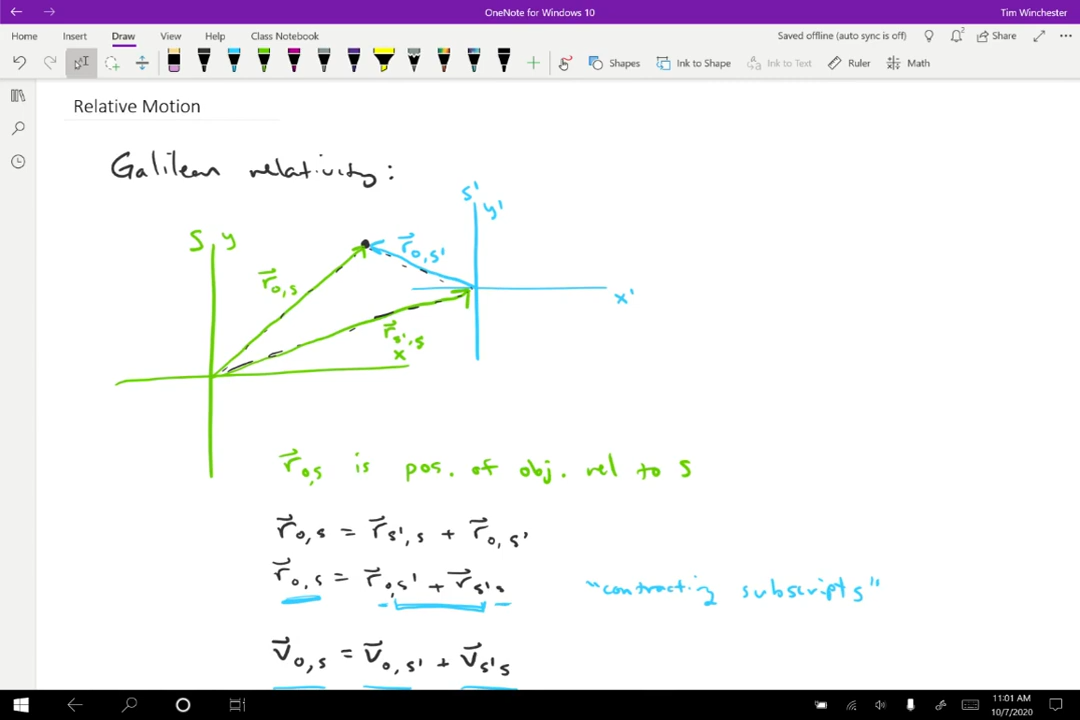 OneNote for Windows 10
Tim Winchester
Home Insert Draw View Help Class Notebook
Saved offline (auto sync is off) Share
Shapes Ink to Shape Ink to Text Ruler Math
Relative Motion
Galilean relativity:
S'
y'
S y
r⃗o,s'
r⃗o,s
x'
r⃗s',s
x
r⃗o,s is pos. of obj. rel to S
r⃗o,s = r⃗s',s + r⃗o,s'
r⃗o,s = r⃗o,s' + r⃗s's
"contracting subscripts"
v⃗o,s = v⃗o,s' + v⃗s's
11:01 AM
10/7/2020